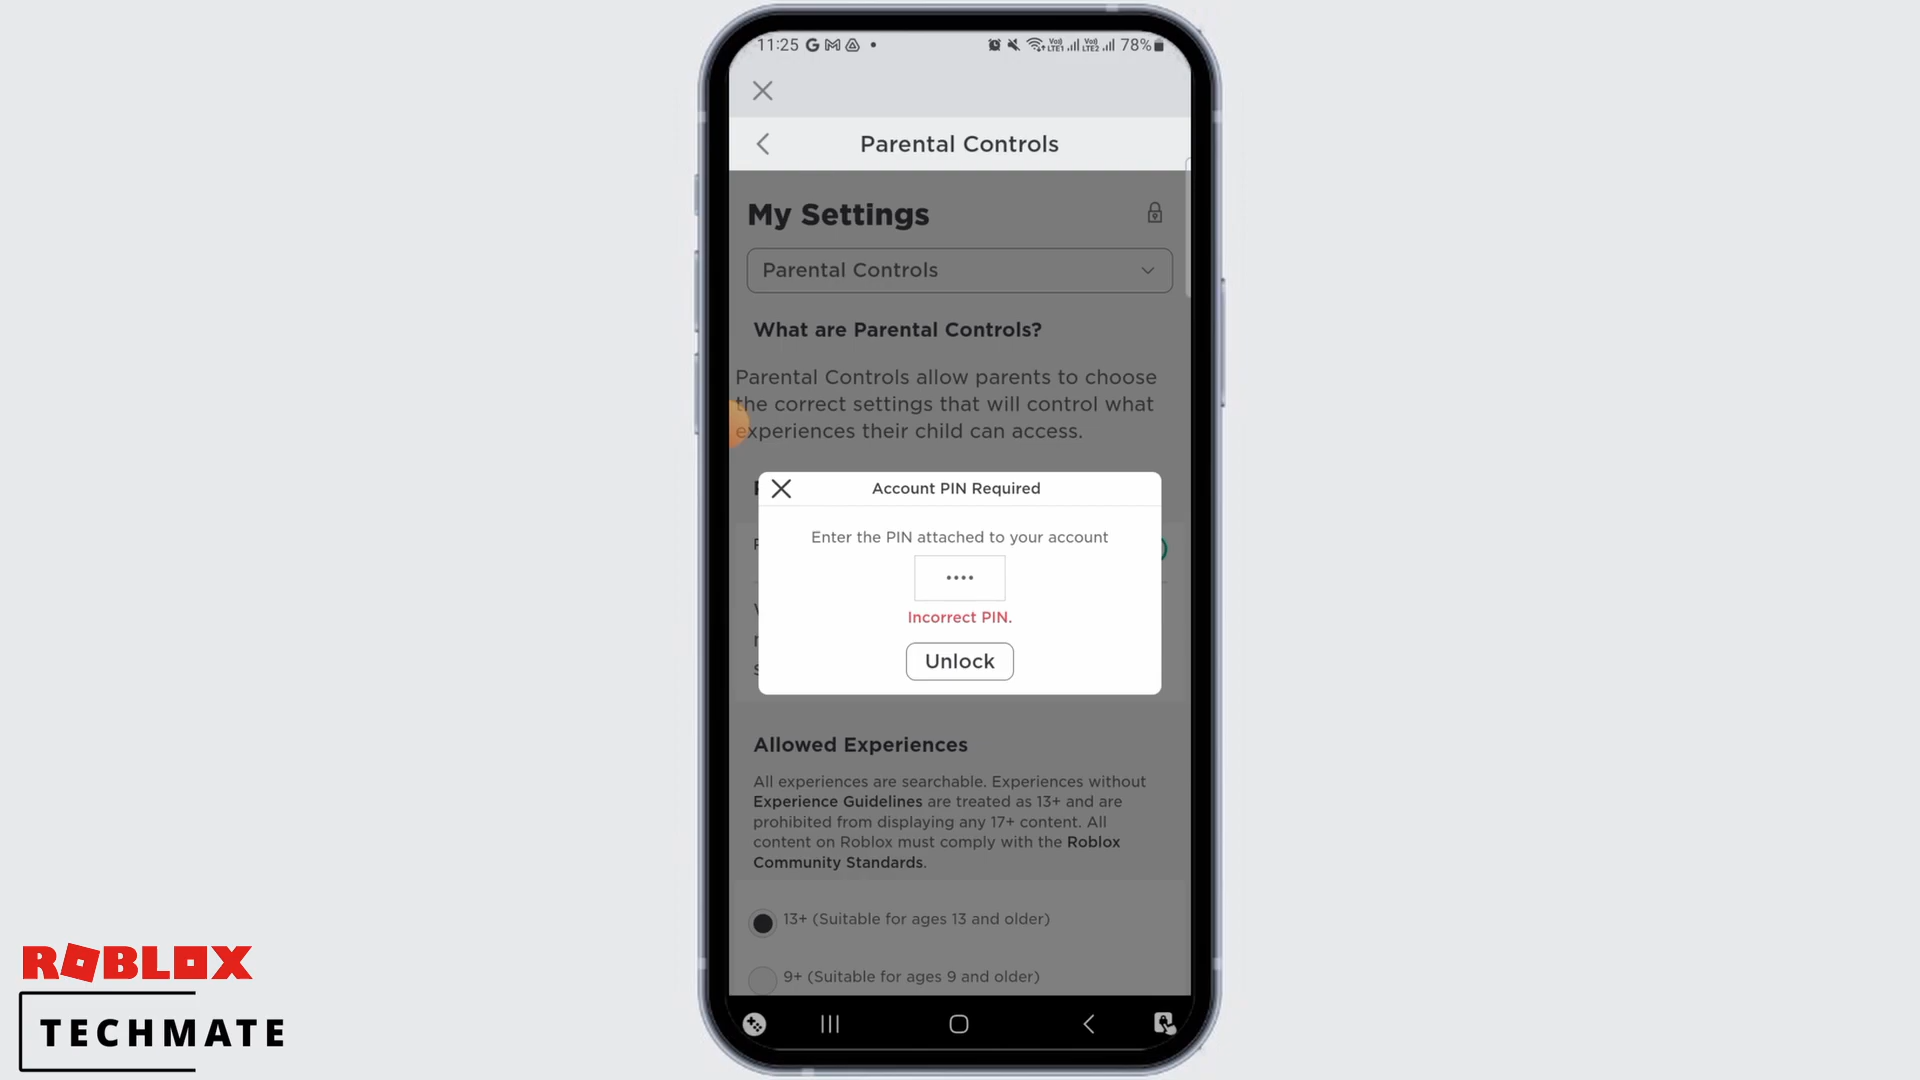 11:25
Vo)) LTE1 Vo)) LTE2 78%
Parental Controls
My Settings
Parental Controls
What are Parental Controls?
Parental Controls allow parents to choose
the correct settings that will control what
experiences their child can access.
Account PIN Required
Enter the PIN attached to your account
••••
Incorrect PIN.
Unlock
Allowed Experiences
All experiences are searchable. Experiences without
Experience Guidelines are treated as 13+ and are
prohibited from displaying any 17+ content. All
content on Roblox must comply with the Roblox
Community Standards.
13+ (Suitable for ages 13 and older)
9+ (Suitable for ages 9 and older)
ROBLOX
TECHMATE